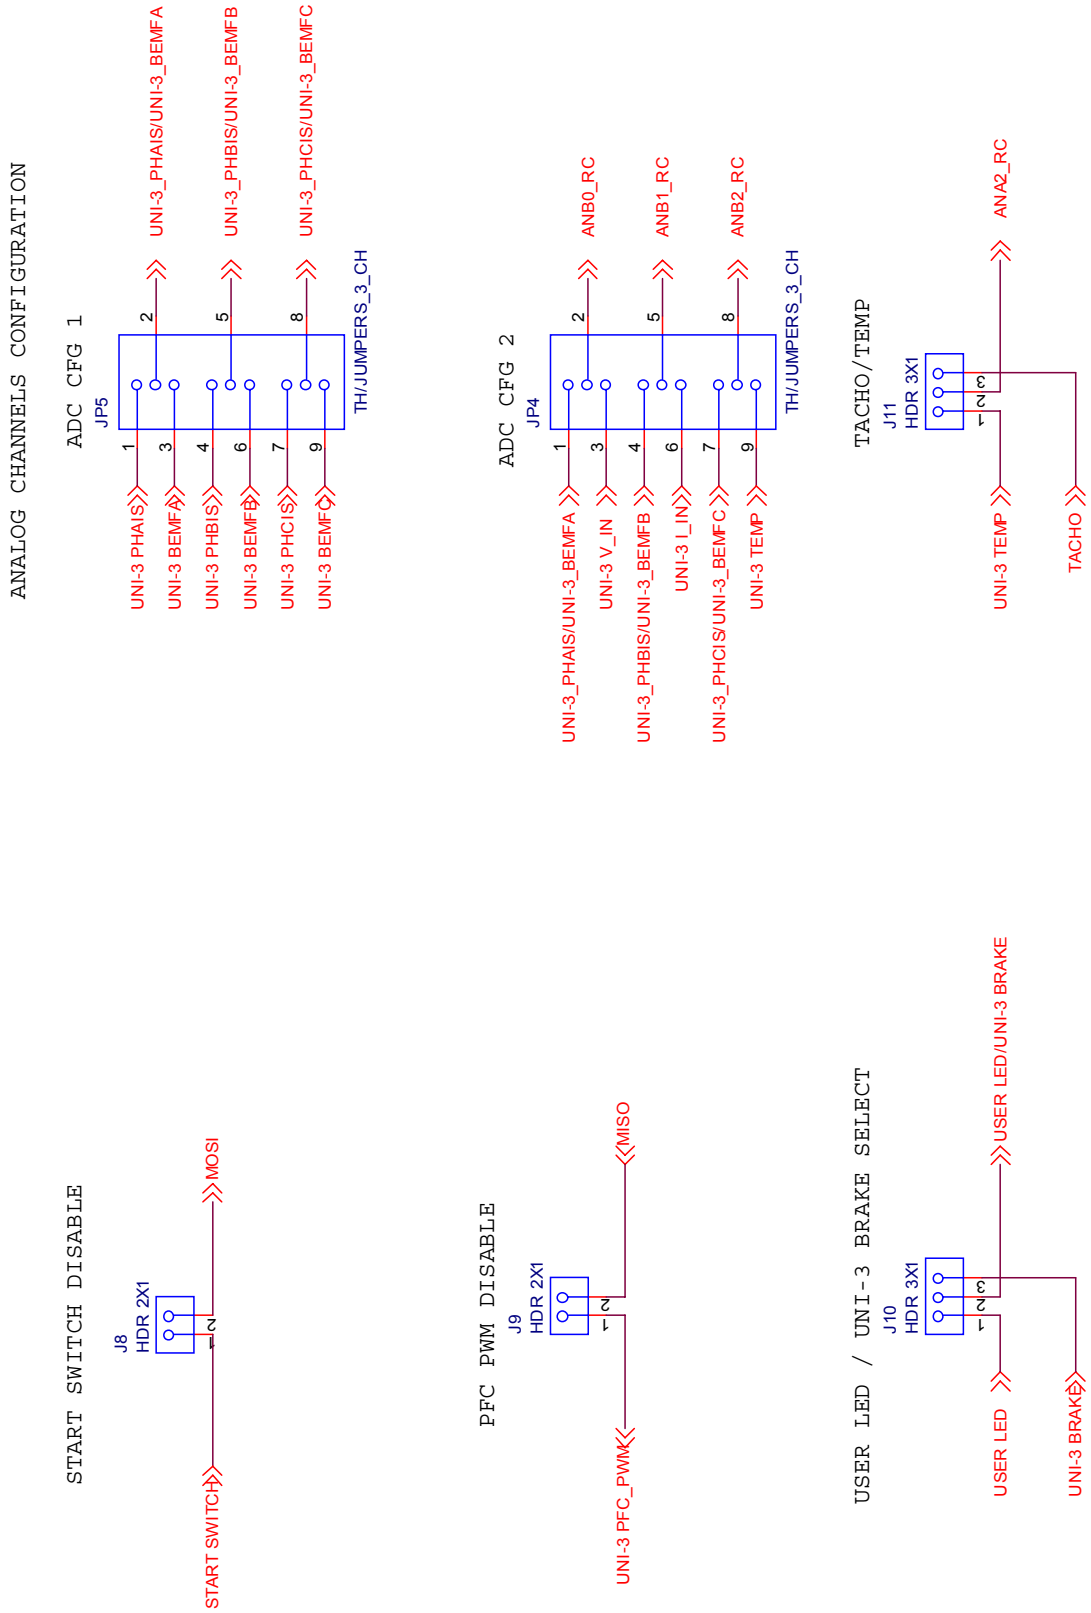 ANALOG CHANNELS CONFIGURATION
START SWITCH DISABLE
J8
HDR 2X1
1
2
START SWITCH
MOSI
ADC CFG 1
JP5
1
3
4
6
7
9
2
5
8
UNI-3 PHAIS
UNI-3 BEMFA
UNI-3 PHBIS
UNI-3 BEMFB
UNI-3 PHCIS
UNI-3 BEMFC
UNI-3_PHAIS/UNI-3_BEMFA
UNI-3_PHBIS/UNI-3_BEMFB
UNI-3_PHCIS/UNI-3_BEMFC
TH/JUMPERS_3_CH
PFC PWM DISABLE
J9
HDR 2X1
1
2
UNI-3 PFC_PWM
MISO
ADC CFG 2
JP4
1
3
4
6
7
9
2
5
8
UNI-3_PHAIS/UNI-3_BEMFA
UNI-3 V_IN
UNI-3_PHBIS/UNI-3_BEMFB
UNI-3 I_IN
UNI-3_PHCIS/UNI-3_BEMFC
UNI-3 TEMP
ANB0_RC
ANB1_RC
ANB2_RC
TH/JUMPERS_3_CH
USER LED / UNI-3 BRAKE SELECT
J10
HDR 3X1
1
2
3
USER LED
USER LED/UNI-3 BRAKE
UNI-3 BRAKE
TACHO/TEMP
J11
HDR 3X1
1
2
3
UNI-3 TEMP
ANA2_RC
TACHO